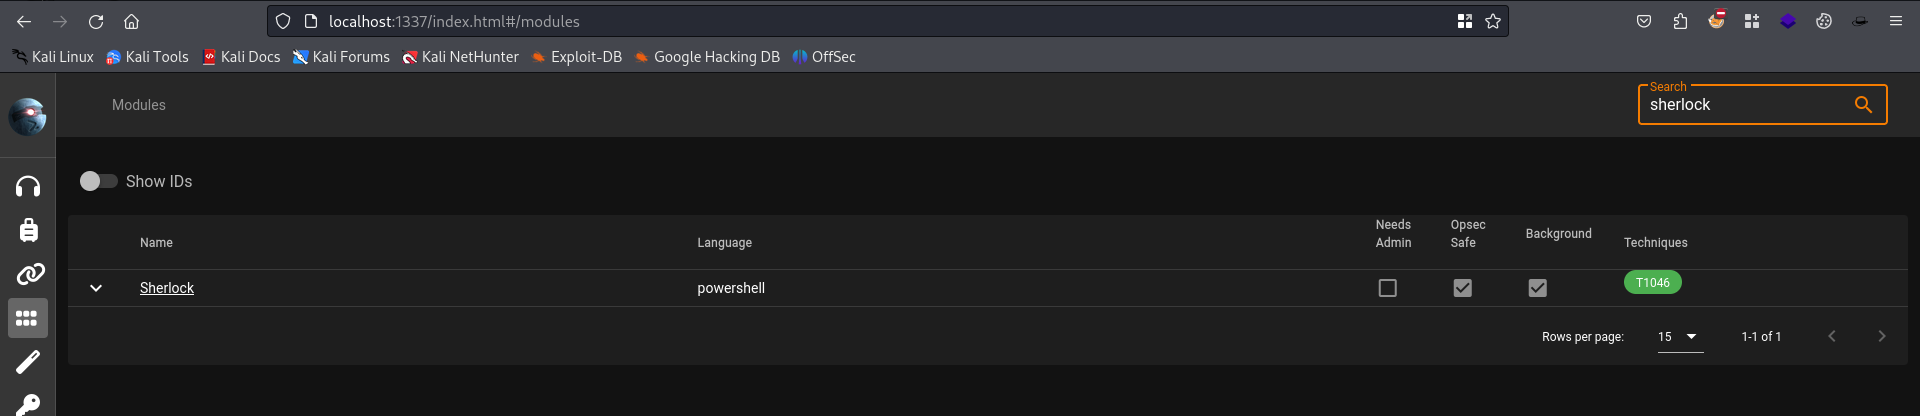 localhost:1337/index.html#/modules
Kali Linux Kali Tools Kali Docs Kali Forums Kali NetHunter Exploit-DB Google Hacking DB OffSec
Modules
Search
sherlock
Show IDs
Name Language Needs Admin Opsec Safe Background Techniques
Sherlock powershell T1046
Rows per page: 15 1-1 of 1